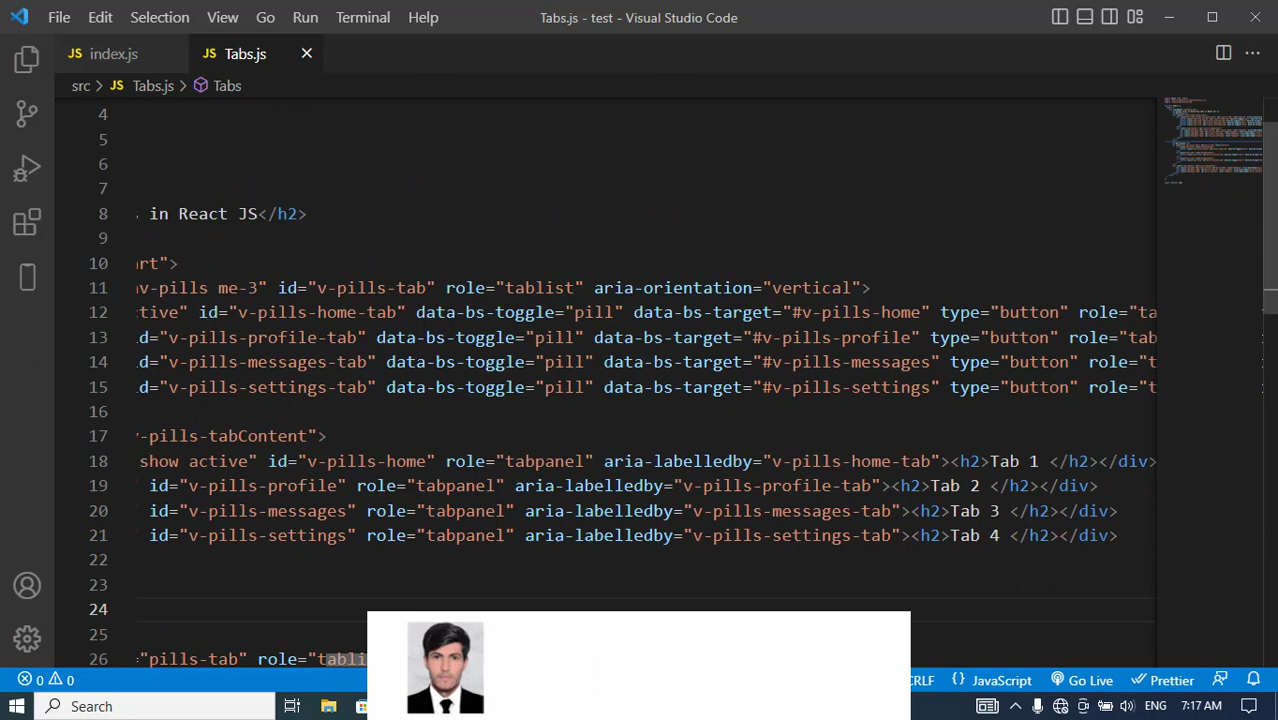 File Edit Selection View Go Run Terminal Help Tabs.js - test - Visual Studio Code
JS index.js JS Tabs.js
src > JS Tabs.js > Tabs
4
5
6
7
8 in React JS</h2>
9
10 art">
11 v-pills me-3" id="v-pills-tab" role="tablist" aria-orientation="vertical">
12 tive" id="v-pills-home-tab" data-bs-toggle="pill" data-bs-target="#v-pills-home" type="button" role="ta
13 id="v-pills-profile-tab" data-bs-toggle="pill" data-bs-target="#v-pills-profile" type="button" role="tab
14 id="v-pills-messages-tab" data-bs-toggle="pill" data-bs-target="#v-pills-messages" type="button" role="t
15 id="v-pills-settings-tab" data-bs-toggle="pill" data-bs-target="#v-pills-settings" type="button" role="t
16
17 -pills-tabContent">
18 show active" id="v-pills-home" role="tabpanel" aria-labelledby="v-pills-home-tab"><h2>Tab 1 </h2></div>
19 id="v-pills-profile" role="tabpanel" aria-labelledby="v-pills-profile-tab"><h2>Tab 2 </h2></div>
20 id="v-pills-messages" role="tabpanel" aria-labelledby="v-pills-messages-tab"><h2>Tab 3 </h2></div>
21 id="v-pills-settings" role="tabpanel" aria-labelledby="v-pills-settings-tab"><h2>Tab 4 </h2></div>
22
23
24
25
26 ="pills-tab" role="tabli
0 0 CRLF {} JavaScript Go Live Prettier
Search ENG 7:17 AM